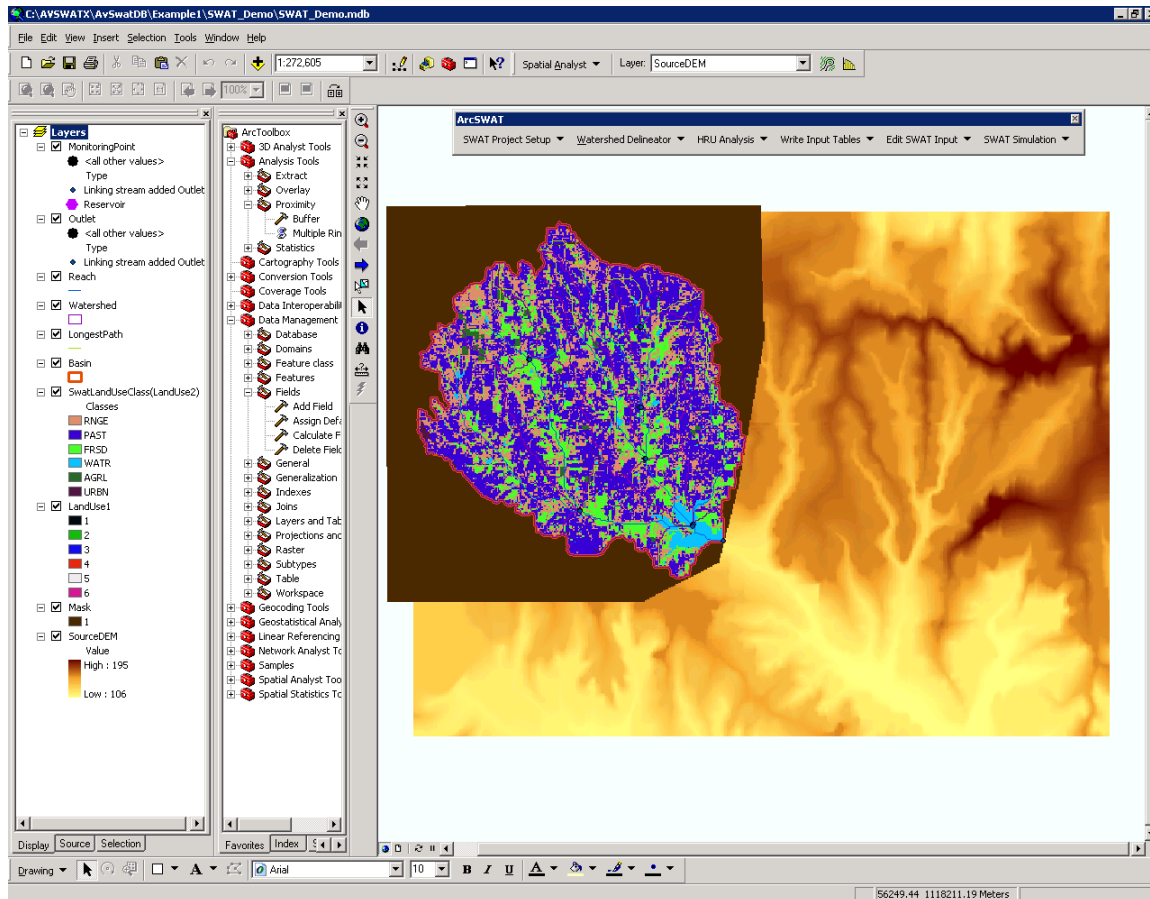 C:\AVSWATX\AvSwatDB\Example1\SWAT_Demo\SWAT_Demo.mdb
File Edit View Insert Selection Tools Window Help
1:272,605
Spatial Analyst
Layer: SourceDEM
100%
Layers
MonitoringPoint
<all other values>
Type
Linking stream added Outlet
Reservoir
Outlet
<all other values>
Type
Linking stream added Outlet
Reach
Watershed
LongestPath
Basin
SwatLandUseClass(LandUse2)
Classes
RNGE
PAST
FRSD
WATR
AGRL
URBN
LandUse1
1
2
3
4
5
6
Mask
1
SourceDEM
Value
High : 195
Low : 106
Display Source Selection
ArcToolbox
3D Analyst Tools
Analysis Tools
Extract
Overlay
Proximity
Buffer
Multiple Rin
Statistics
Cartography Tools
Conversion Tools
Coverage Tools
Data Interoperabili
Data Management
Database
Domains
Feature class
Features
Fields
Add Field
Assign Defa
Calculate F
Delete Field
General
Generalization
Indexes
Joins
Layers and Tab
Projections and
Raster
Subtypes
Table
Workspace
Geocoding Tools
Geostatistical Analy
Linear Referencing
Network Analyst To
Samples
Spatial Analyst Too
Spatial Statistics To
Favorites Index
ArcSWAT
SWAT Project Setup Watershed Delineator HRU Analysis Write Input Tables Edit SWAT Input SWAT Simulation
Drawing A Arial 10 B I U A
56249.44 1118211.19 Meters